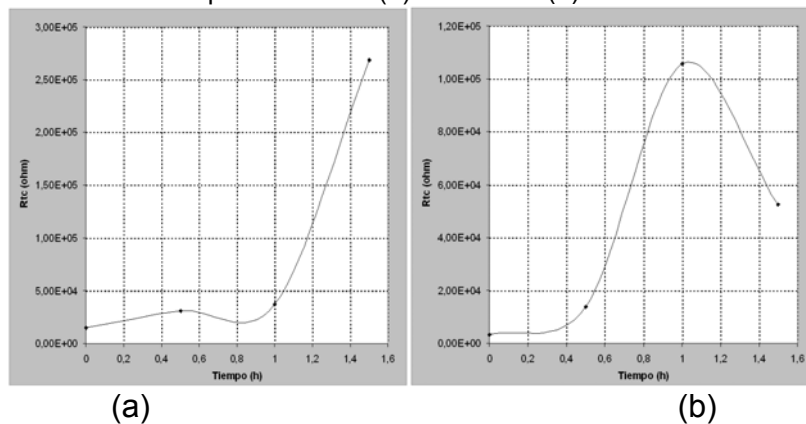 (a) (b)
3,00E+05
2,50E+05
2,00E+05
1,50E+05
1,00E+05
5,00E+04
0,00E+00
Rtc (ohm)
0 0,2 0,4 0,6 0,8 1 1,2 1,4 1,6
Tiempo (h)
1,20E+05
1,00E+05
8,00E+04
6,00E+04
4,00E+04
2,00E+04
0,00E+00
Rtc (ohm)
0 0,2 0,4 0,6 0,8 1 1,2 1,4 1,6
Tiempo (h)
(a) (b)